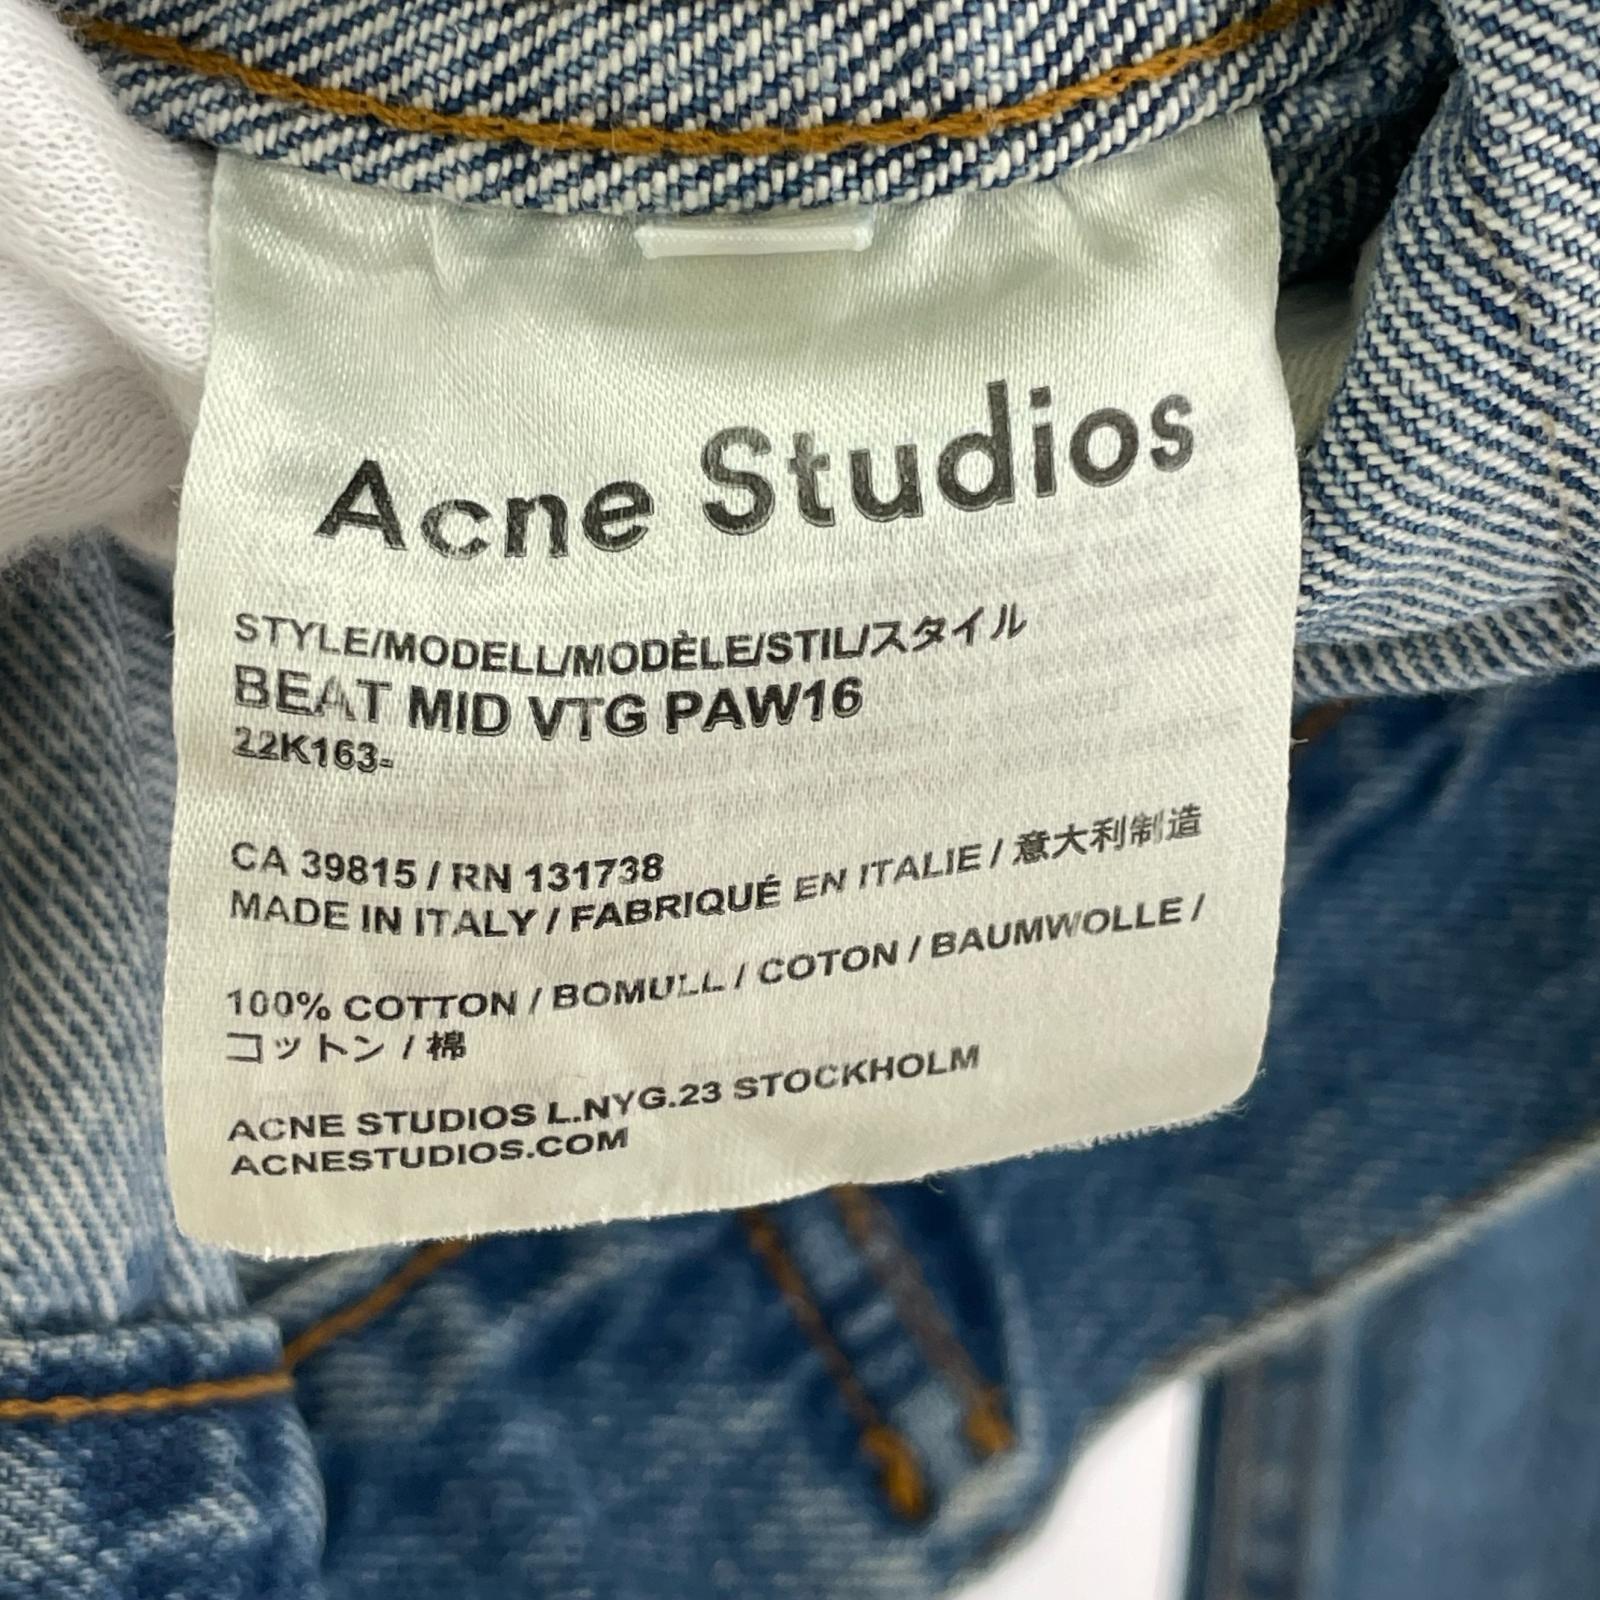 Acne Studios
STYLE/MODELL/MODÈLE/STIL/スタイル
BEAT MID VTG PAW16
22K163-
CA 39815 / RN 131738
MADE IN ITALY / FABRIQUÉ EN ITALIE / 意大利制造
100% COTTON / BOMULL / COTON / BAUMWOLLE /
コットン / 棉
ACNE STUDIOS L.NYG.23 STOCKHOLM
ACNESTUDIOS.COM